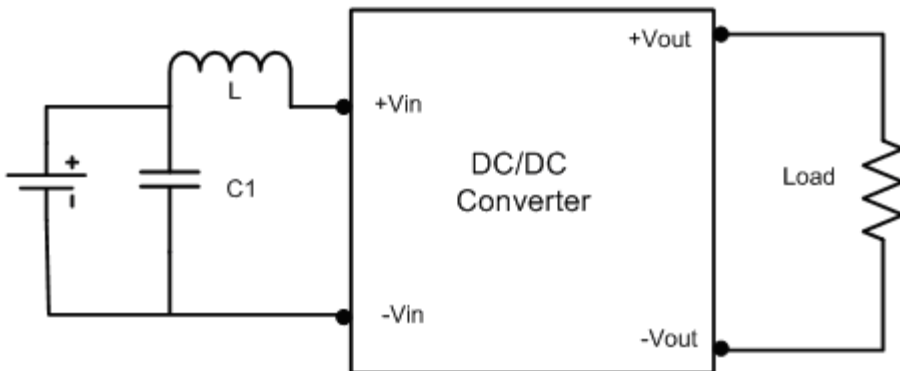 +Vout
L
+Vin
DC/DC
Converter
C1
Load
-Vin
-Vout